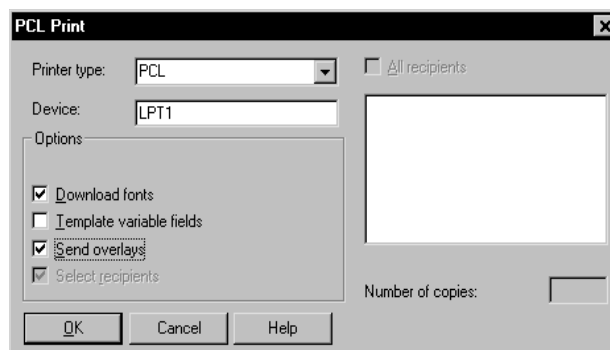 PCL Print
Printer type:
PCL
All recipients
Device:
LPT1
Options
Download fonts
Template variable fields
Send overlays
Select recipients
Number of copies:
OK
Cancel
Help